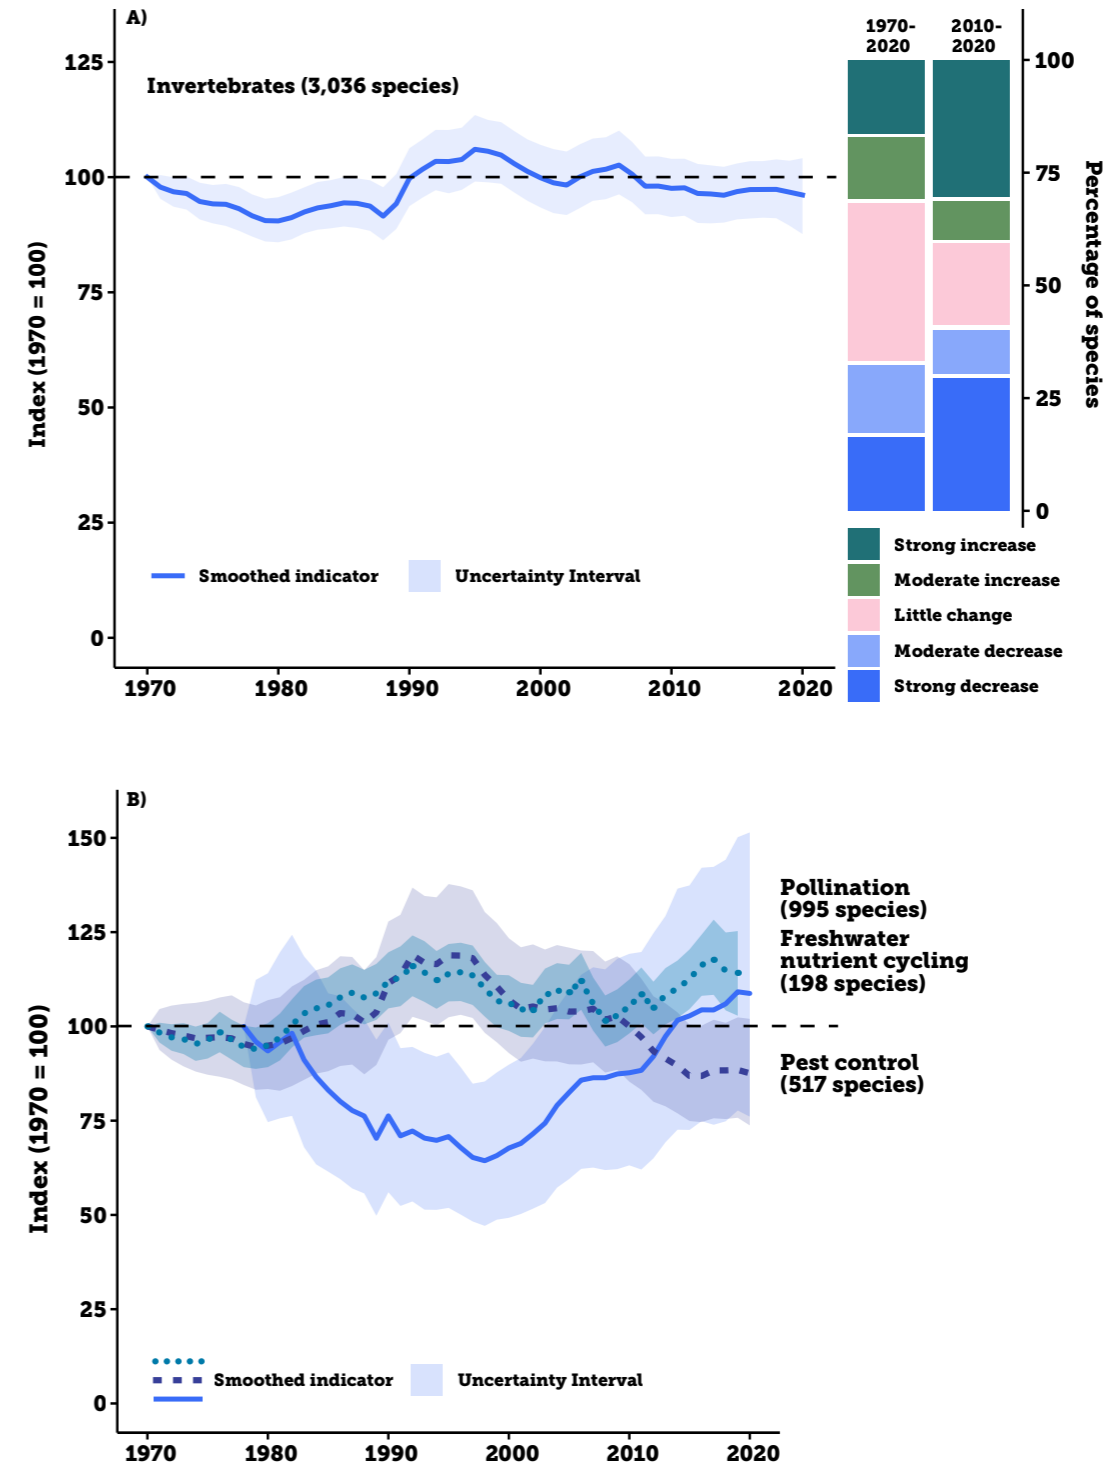 A)
Invertebrates (3,036 species)
Index (1970 = 100)
125
100
75
50
25
0
1970 1980 1990 2000 2010 2020
Smoothed indicator Uncertainty Interval
1970- 2010-
2020 2020
100
75
50
25
0
Percentage of species
Strong increase
Moderate increase
Little change
Moderate decrease
Strong decrease
B)
Index (1970 = 100)
150
125
100
75
50
25
0
1970 1980 1990 2000 2010 2020
Pollination
(995 species)
Freshwater
nutrient cycling
(198 species)
Pest control
(517 species)
Smoothed indicator Uncertainty Interval